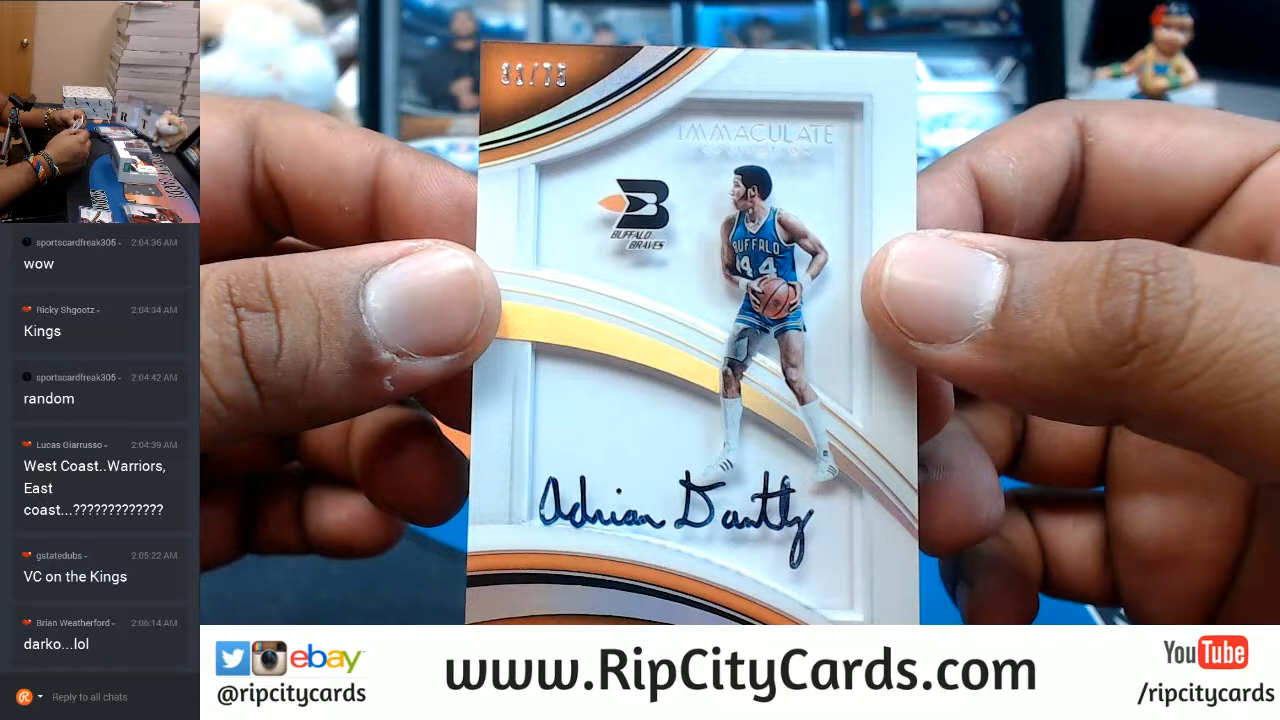 sportscardfreak305 2:04:36 AM
wow
Ricky Shgootz 2:04:34 AM
Kings
sportscardfreak305 2:04:42 AM
random
Lucas Giarrusso 2:04:39 AM
West Coast..Warriors,
East
coast...?????????????
gstatedubs 2:05:22 AM
VC on the Kings
Brian Weatherford 2:06:14 AM
darko...lol
Reply to all chats
IMMACULATE
COLLECTION
B
BUFFALO
BRAVES
BUFFALO
44
Adrian Dantley
ebay
@ripcitycards
www.RipCityCards.com
YouTube
/ripcitycards